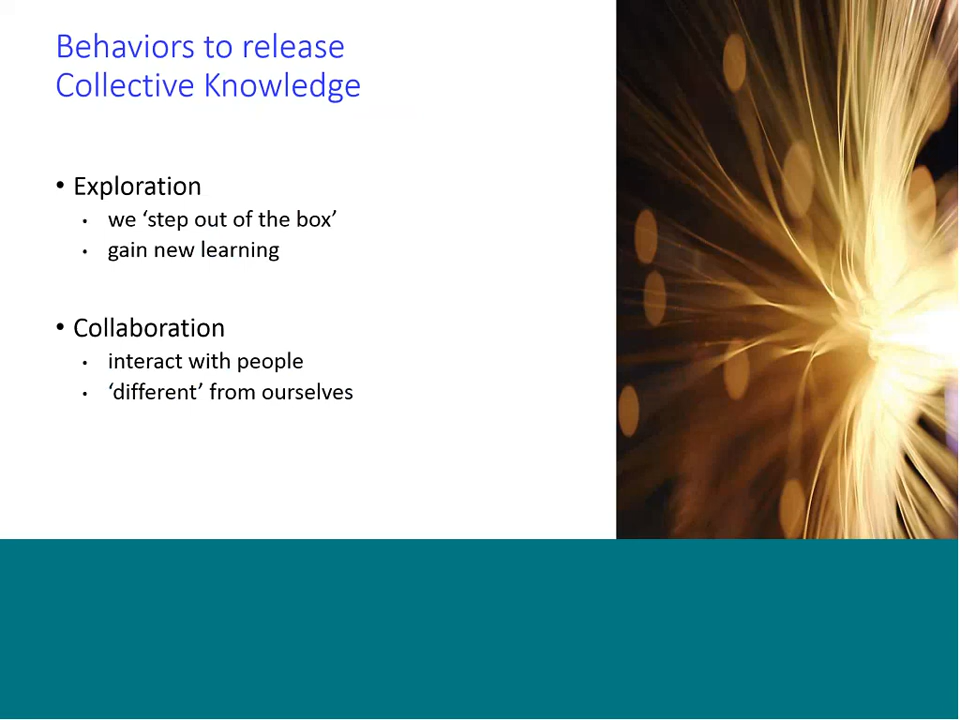 Behaviors to release
Collective Knowledge
• Exploration
• we ‘step out of the box’
• gain new learning
• Collaboration
• interact with people
• ‘different’ from ourselves